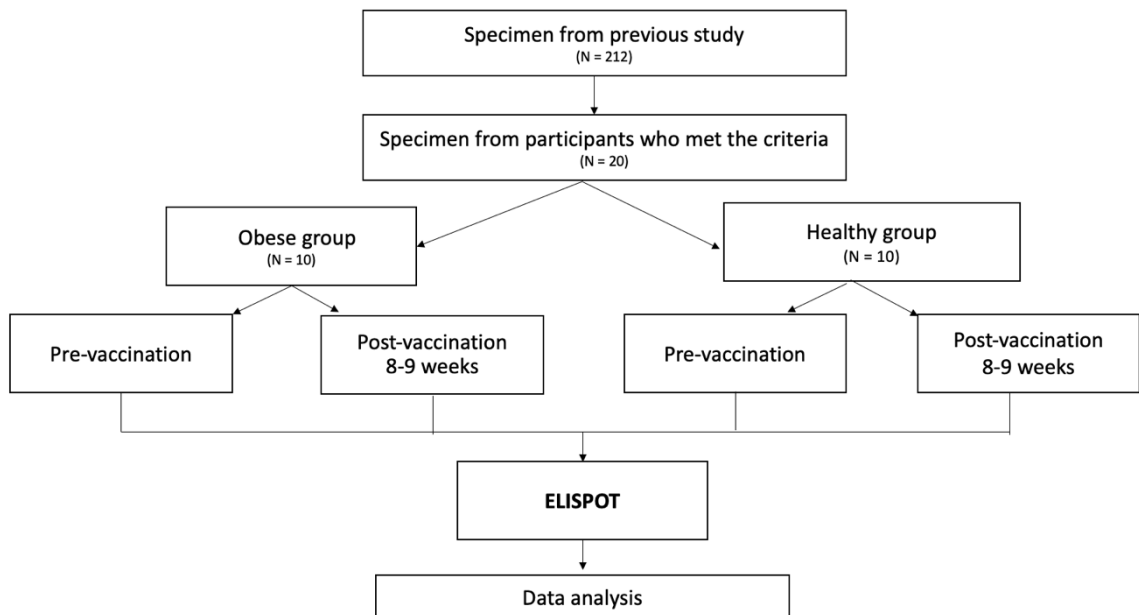 Specimen from previous study
(N = 212)
Specimen from participants who met the criteria
(N = 20)
Obese group
(N = 10)
Healthy group
(N = 10)
Pre-vaccination
Post-vaccination
8-9 weeks
Pre-vaccination
Post-vaccination
8-9 weeks
ELISPOT
Data analysis